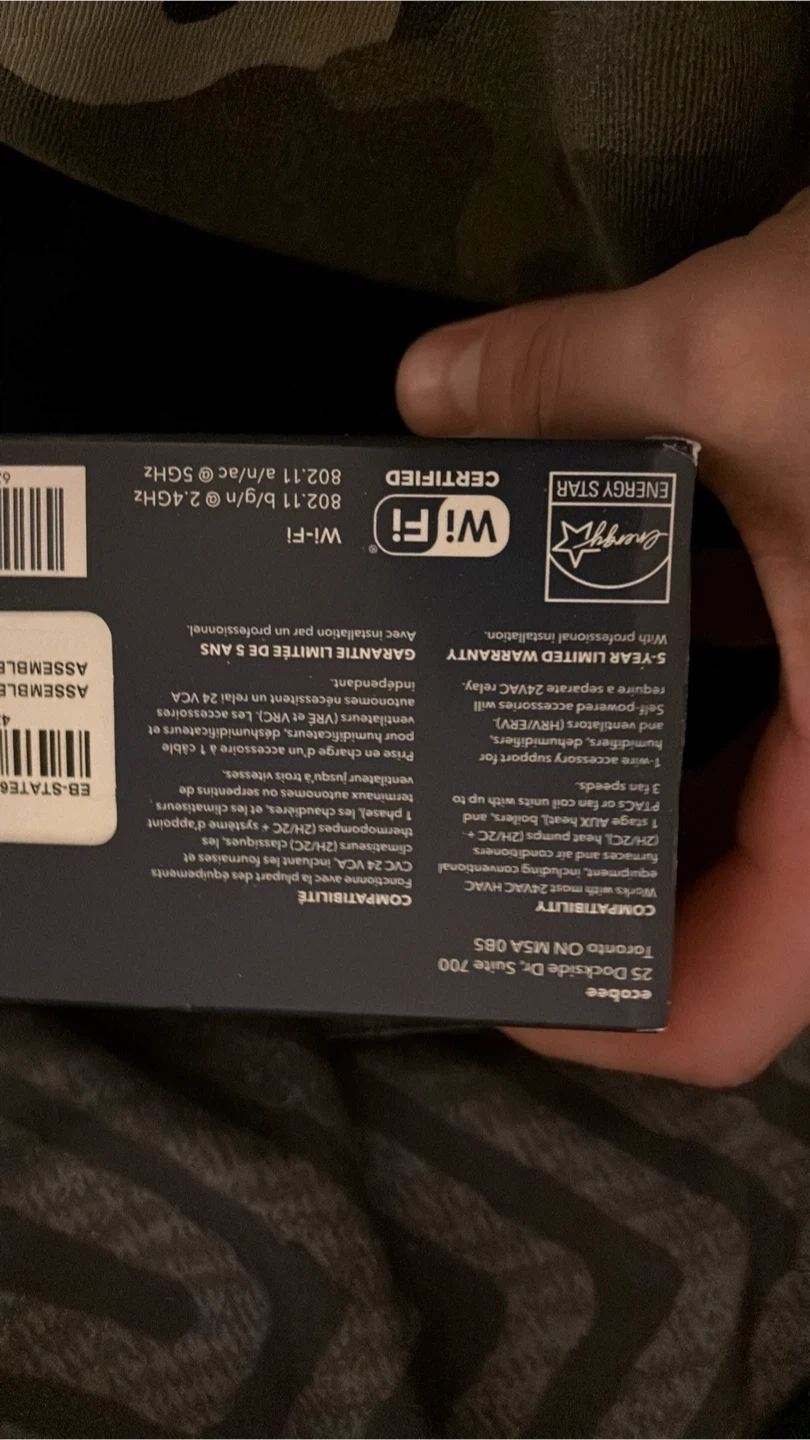 ecobee
25 Dockside Dr, Suite 700
Toronto ON M5A 0B5
COMPATIBILITY
Works with most 24VAC HVAC
equipment, including conventional
furnaces and air conditioners
(2H/2C), heat pumps (2H/2C +
1 stage AUX heat), boilers, and
PTACs or fan coil units with up to
3 fan speeds.
1-wire accessory support for
humidifiers, dehumidifiers,
and ventilators (HRV/ERV).
Self-powered accessories will
require a separate 24VAC relay.
5-YEAR LIMITED WARRANTY
With professional installation.
COMPATIBILITÉ
Fonctionne avec la plupart des équipements
CVC 24 VCA, incluant les fournaises et
climatiseurs (2H/2C) classiques, les
thermopompes (2H/2C + système d'appoint
1 phase), les chaudières, et les climatiseurs
terminaux autonomes ou serpentins de
ventilateur jusqu'à trois vitesses.
Prise en charge d'un accessoire à 1 câble
pour humidificateurs, déshumidificateurs et
ventilateurs (VRE et VRC). Les accessoires
autonomes nécessitent un relai 24 VCA
indépendant.
GARANTIE LIMITÉE DE 5 ANS
Avec installation par un professionnel.
energy
ENERGY STAR
Wi Fi®
CERTIFIED
Wi-Fi
802.11 b/g/n @ 2.4GHz
802.11 a/n/ac @ 5GHz
EB-STATE6
4
ASSEMBLE
ASSEMBLE
6